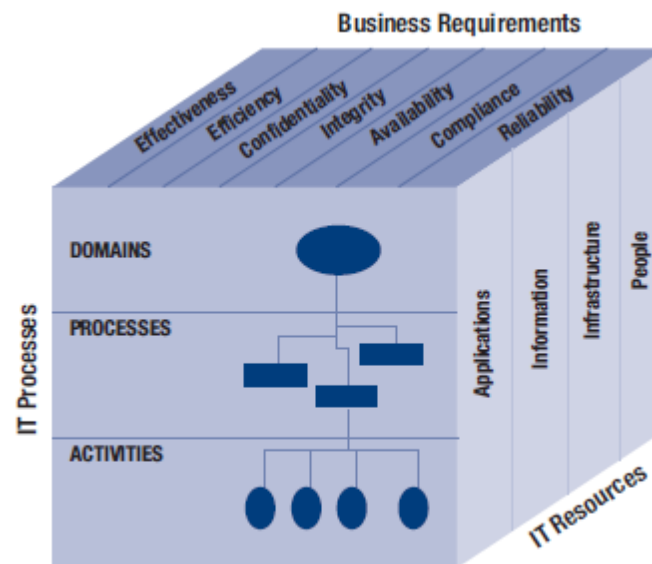 Business Requirements
Effectiveness
Efficiency
Confidentiality
Integrity
Availability
Compliance
Reliability
DOMAINS
PROCESSES
ACTIVITIES
IT Processes
Applications
Information
Infrastructure
People
IT Resources